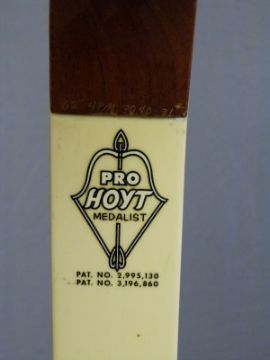 PRO
HOYT
MEDALIST
PAT. NO. 2,995,130
PAT. NO. 3,196,860